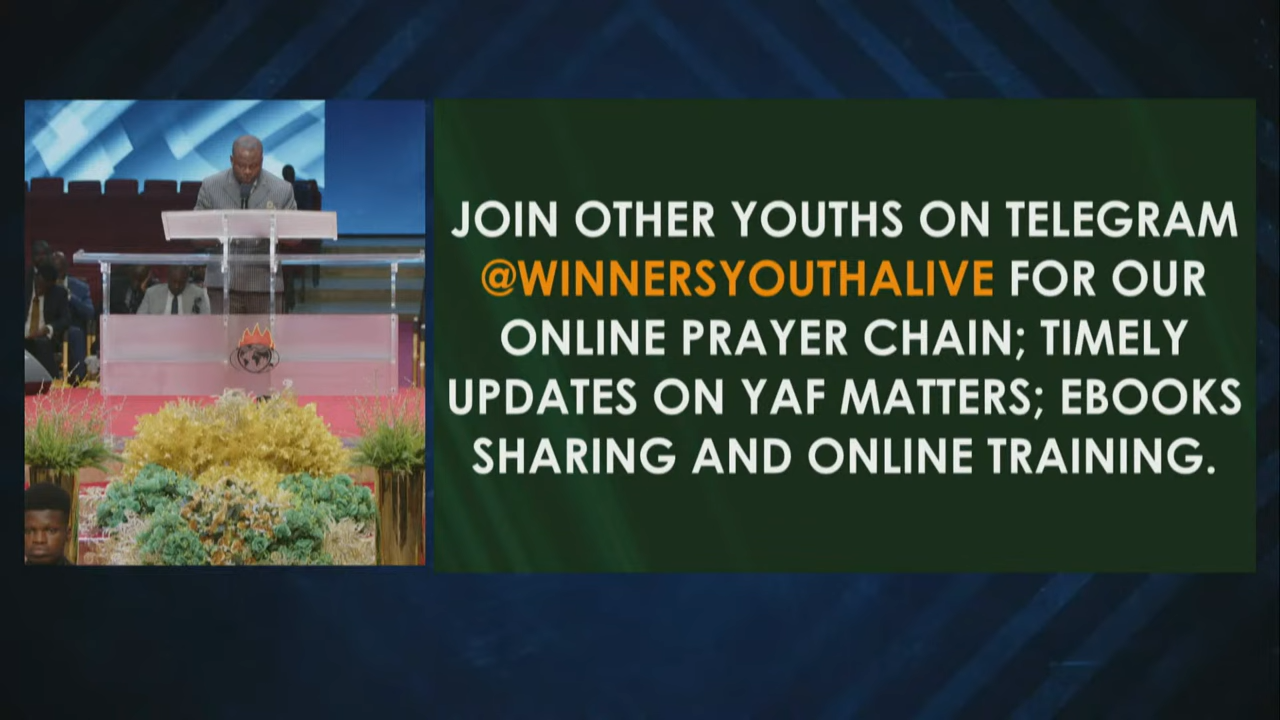 JOIN OTHER YOUTHS ON TELEGRAM
@WINNERSYOUTHALIVE FOR OUR
ONLINE PRAYER CHAIN; TIMELY
UPDATES ON YAF MATTERS; EBOOKS
SHARING AND ONLINE TRAINING.